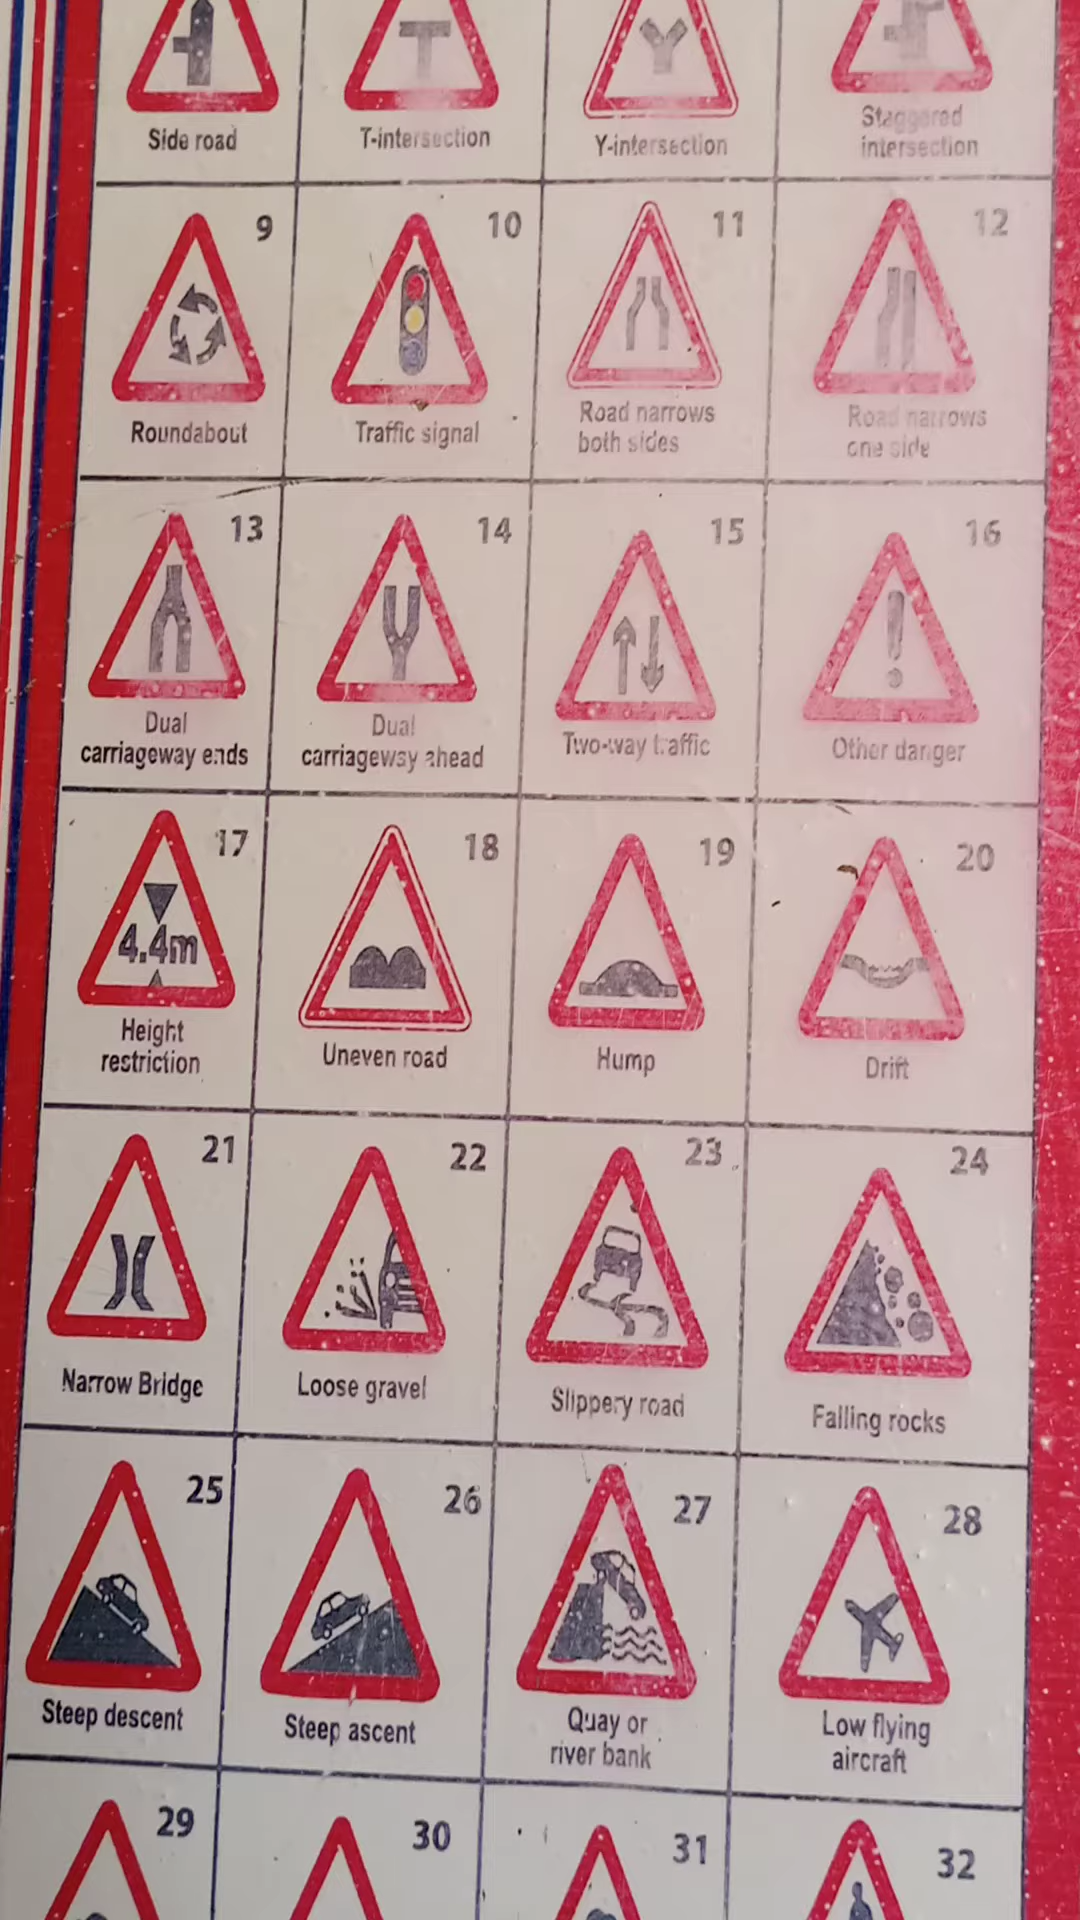 Side road
T-intersection
Y-intersection
Staggered
intersection
9
10
11
12
Roundabout
Traffic signal
Road narrows
both sides
Road narrows
one side
13
14
15
16
Dual
carriageway ends
Dual
carriageway ahead
Two-way traffic
Other danger
17
18
19
20
4.4m
Height
restriction
Uneven road
Hump
Drift
21
22
23
24
Narrow Bridge
Loose gravel
Slippery road
Falling rocks
25
26
27
28
Steep descent
Steep ascent
Quay or
river bank
Low flying
aircraft
29
30
31
32